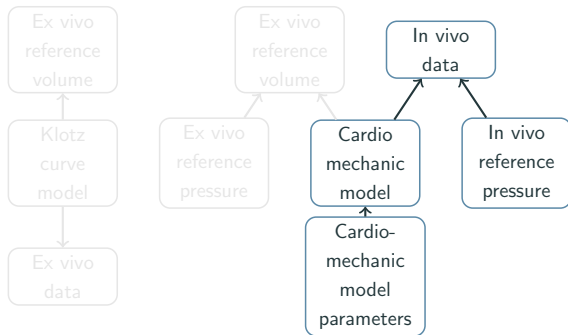 Ex vivo
reference
volume
Klotz
curve
model
Ex vivo
data
Ex vivo
reference
volume
Ex vivo
reference
pressure
In vivo
data
Cardio
mechanic
model
In vivo
reference
pressure
Cardio-
mechanic
model
parameters